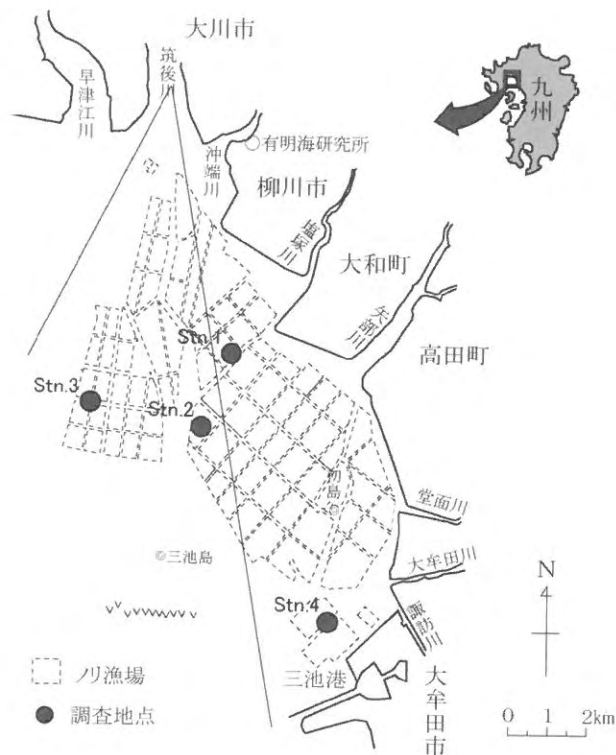 大川市
筑後川
早津江川
九州
沖端川
有明海研究所
柳川市
塩塚川
大和町
矢部川
高田町
Stn.1
Stn.3
Stn.2
初島
堂面川
三池島
大牟田川
N
Stn.4
諏訪川
ノリ漁場
三池港
大牟田市
調査地点
0 1 2km